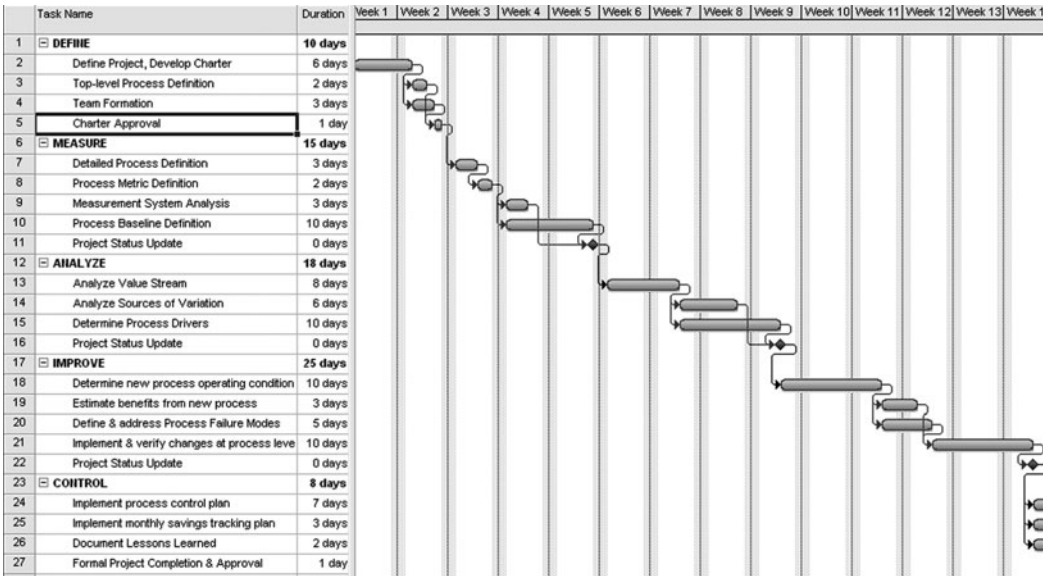 Task Name Duration Week 1 Week 2 Week 3 Week 4 Week 5 Week 6 Week 7 Week 8 Week 9 Week 10 Week 11 Week 12 Week 13 Week 1
1 DEFINE 10 days
2 Define Project, Develop Charter 6 days
3 Top-level Process Definition 2 days
4 Team Formation 3 days
5 Charter Approval 1 day
6 MEASURE 15 days
7 Detailed Process Definition 3 days
8 Process Metric Definition 2 days
9 Measurement System Analysis 3 days
10 Process Baseline Definition 10 days
11 Project Status Update 0 days
12 ANALYZE 18 days
13 Analyze Value Stream 8 days
14 Analyze Sources of Variation 6 days
15 Determine Process Drivers 10 days
16 Project Status Update 0 days
17 IMPROVE 25 days
18 Determine new process operating condition 10 days
19 Estimate benefits from new process 3 days
20 Define & address Process Failure Modes 5 days
21 Implement & verify changes at process leve 10 days
22 Project Status Update 0 days
23 CONTROL 8 days
24 Implement process control plan 7 days
25 Implement monthly savings tracking plan 3 days
26 Document Lessons Learned 2 days
27 Formal Project Completion & Approval 1 day